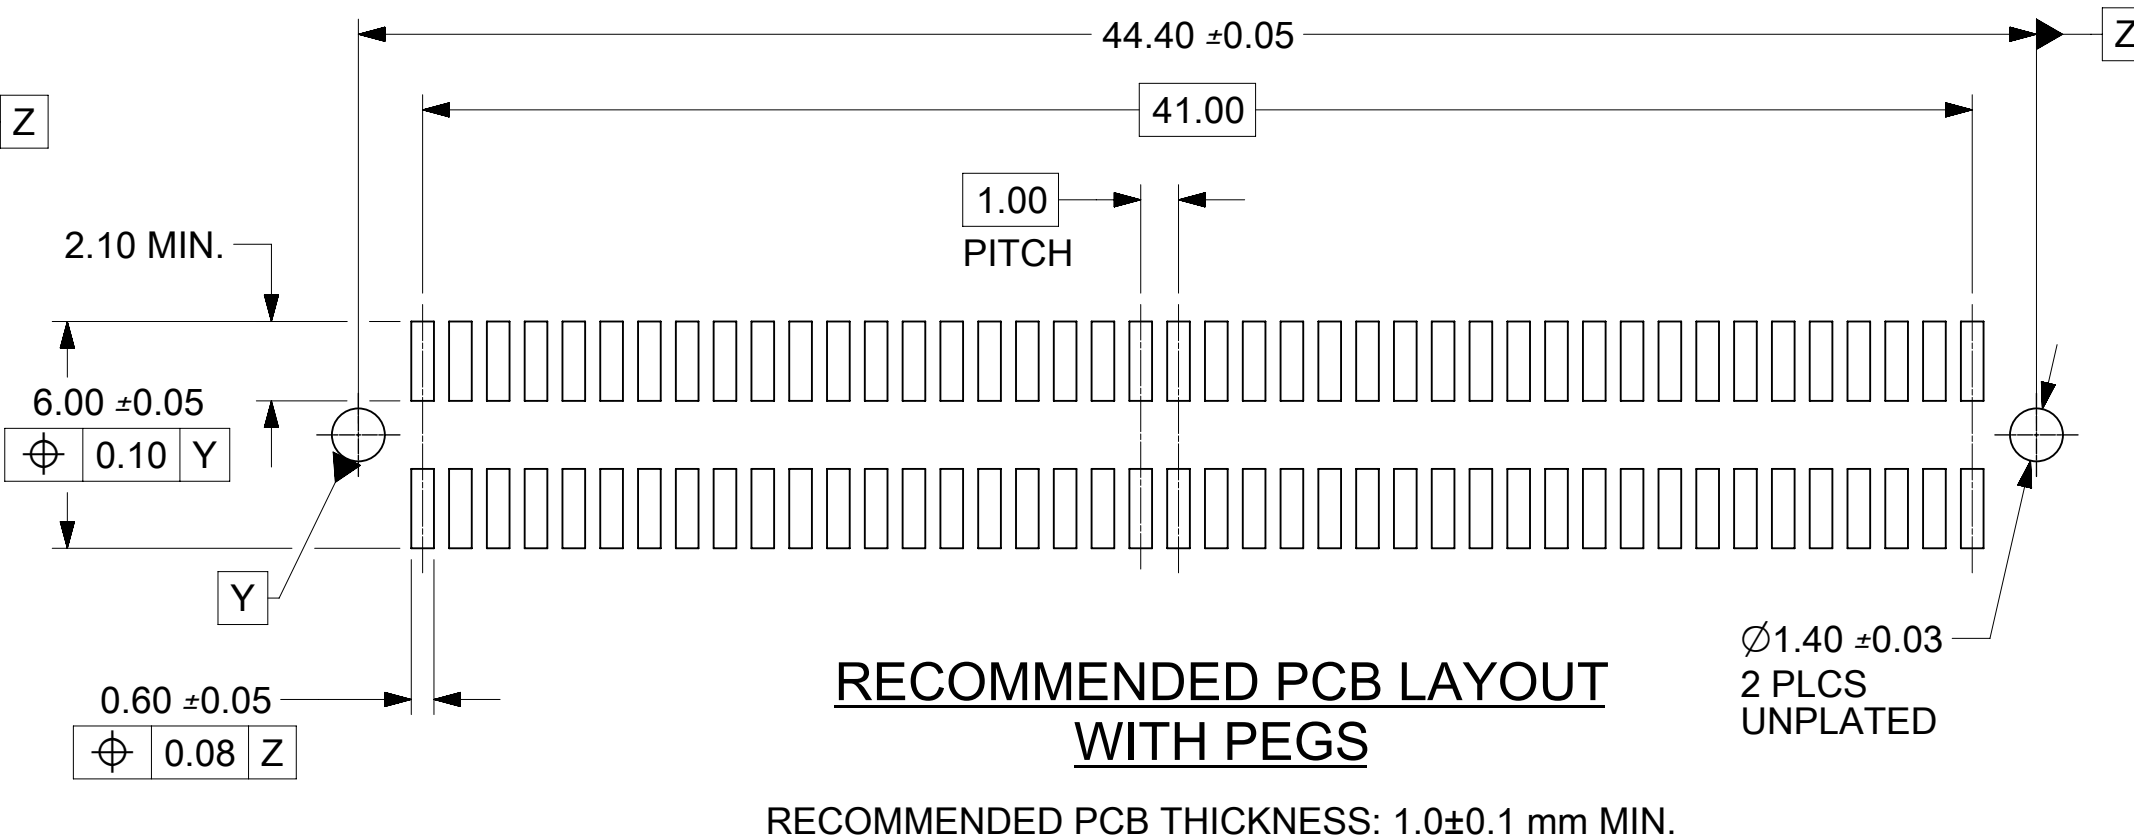 44.40 ±0.05
Z
41.00
Z
1.00
PITCH
2.10 MIN.
6.00 ±0.05
⌖ 0.10 Y
Y
0.60 ±0.05
⌖ 0.08 Z
RECOMMENDED PCB LAYOUT
WITH PEGS
∅1.40 ±0.03
2 PLCS
UNPLATED
RECOMMENDED PCB THICKNESS: 1.0±0.1 mm MIN.